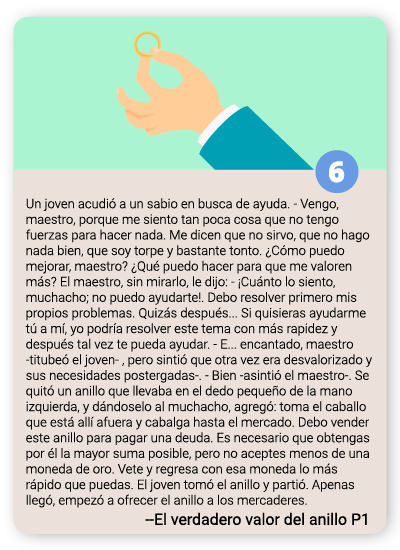 6
Un joven acudió a un sabio en busca de ayuda. - Vengo,
maestro, porque me siento tan poca cosa que no tengo
fuerzas para hacer nada. Me dicen que no sirvo, que no hago
nada bien, que soy torpe y bastante tonto. ¿Cómo puedo
mejorar, maestro? ¿Qué puedo hacer para que me valoren
más? El maestro, sin mirarlo, le dijo: - ¡Cuánto lo siento,
muchacho; no puedo ayudarte!. Debo resolver primero mis
propios problemas. Quizás después... Si quisieras ayudarme
tú a mí, yo podría resolver este tema con más rapidez y
después tal vez te pueda ayudar. - E... encantado, maestro
-titubeó el joven- , pero sintió que otra vez era desvalorizado y
sus necesidades postergadas-. - Bien -asintió el maestro-. Se
quitó un anillo que llevaba en el dedo pequeño de la mano
izquierda, y dándoselo al muchacho, agregó: toma el caballo
que está allí afuera y cabalga hasta el mercado. Debo vender
este anillo para pagar una deuda. Es necesario que obtengas
por él la mayor suma posible, pero no aceptes menos de una
moneda de oro. Vete y regresa con esa moneda lo más
rápido que puedas. El joven tomó el anillo y partió. Apenas
llegó, empezó a ofrecer el anillo a los mercaderes.
--El verdadero valor del anillo P1